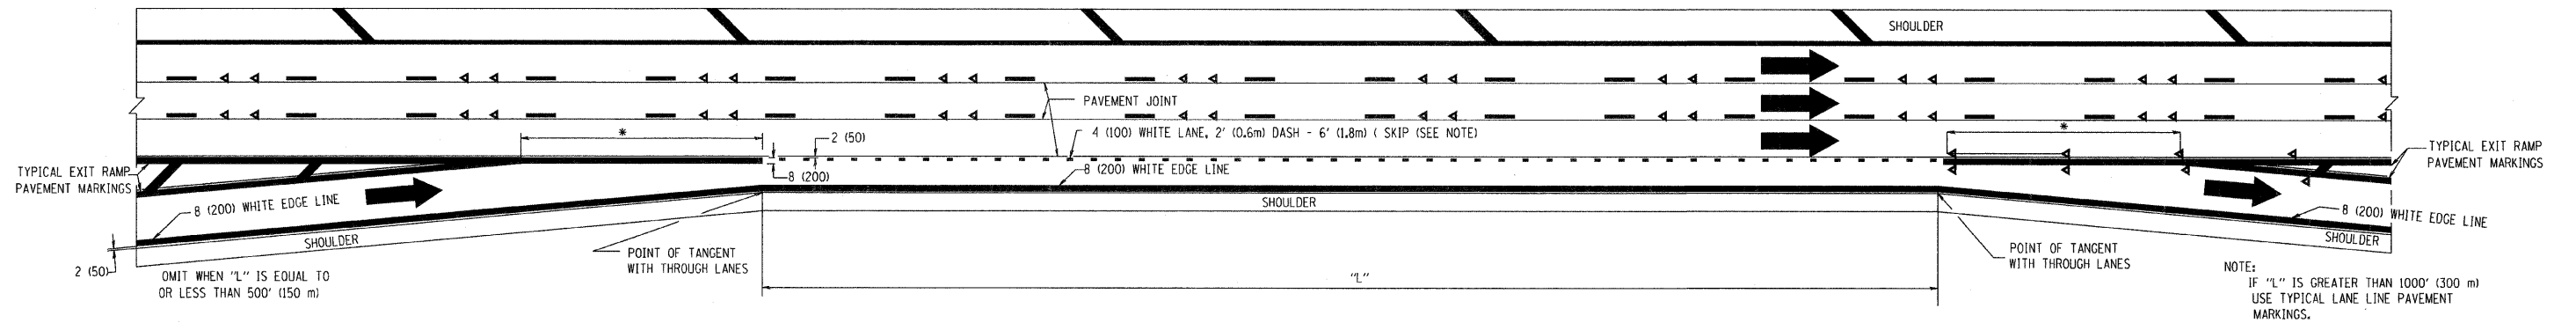 SHOULDER
PAVEMENT JOINT
*
2 (50)
4 (100) WHITE LANE, 2' (0.6m) DASH - 6' (1.8m) ( SKIP (SEE NOTE)
*
TYPICAL EXIT RAMP
PAVEMENT MARKINGS
8 (200)
8 (200) WHITE EDGE LINE
TYPICAL EXIT RAMP
PAVEMENT MARKINGS
8 (200) WHITE EDGE LINE
SHOULDER
8 (200) WHITE EDGE LINE
SHOULDER
SHOULDER
2 (50)
POINT OF TANGENT
WITH THROUGH LANES
POINT OF TANGENT
WITH THROUGH LANES
OMIT WHEN "L" IS EQUAL TO
OR LESS THAN 500' (150 m)
"L"
NOTE:
IF "L" IS GREATER THAN 1000' (300 m)
USE TYPICAL LANE LINE PAVEMENT
MARKINGS.